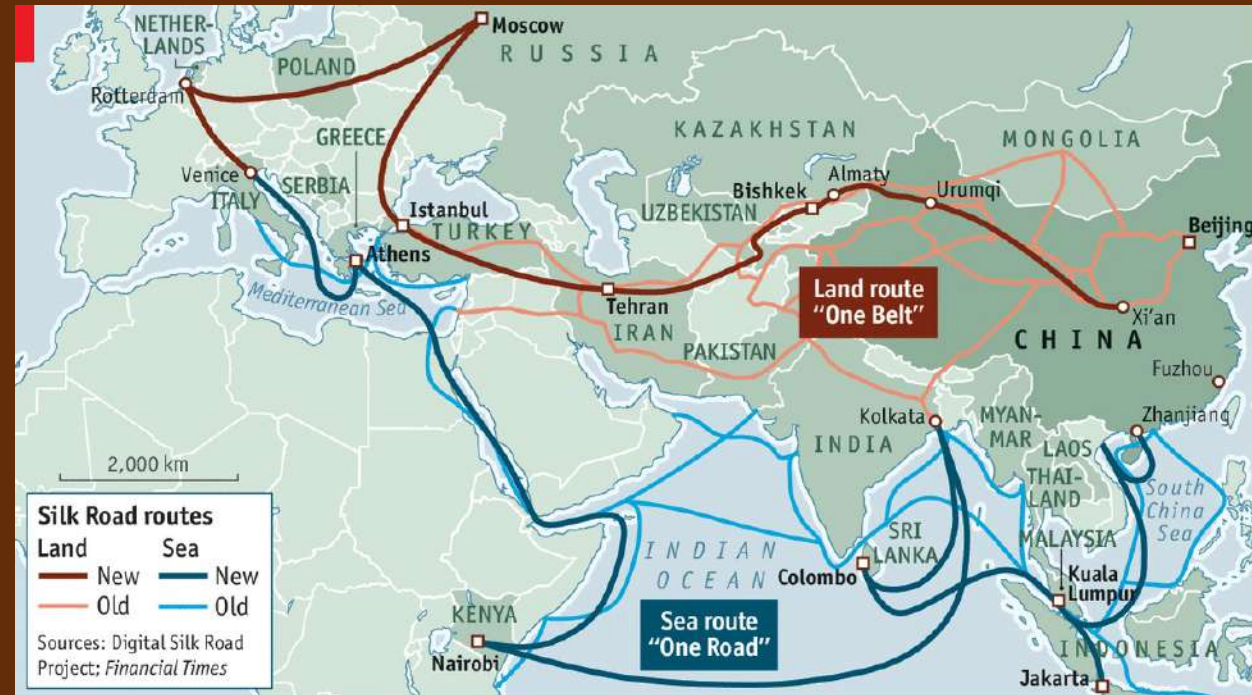 NETHER-
LANDS
Moscow
RUSSIA
POLAND
Rotterdam
GREECE
KAZAKHSTAN
MONGOLIA
Venice
ITALY
SERBIA
Istanbul
TURKEY
Bishkek
Almaty
Urumqi
UZBEKISTAN
Beijing
Athens
Mediterranean Sea
Tehran
IRAN
Land route
"One Belt"
Xi'an
PAKISTAN
CHINA
Fuzhou
Kolkata
Zhanjiang
INDIA
MYAN-
MAR
LAOS
THAI-
LAND
South
China
Sea
2,000 km
Silk Road routes
Land Sea
New New
Old Old
Sources: Digital Silk Road
Project; Financial Times
INDIAN
OCEAN
SRI
LANKA
Colombo
MALAYSIA
Kuala
Lumpur
KENYA
Nairobi
Sea route
"One Road"
INDONESIA
Jakarta